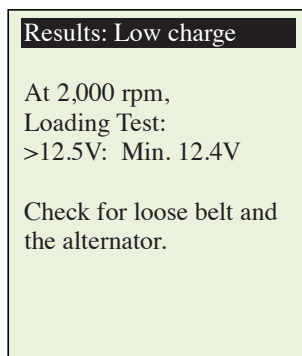 Results: Low charge
At 2,000 rpm,
Loading Test:
>12.5V: Min. 12.4V
Check for loose belt and
the alternator.